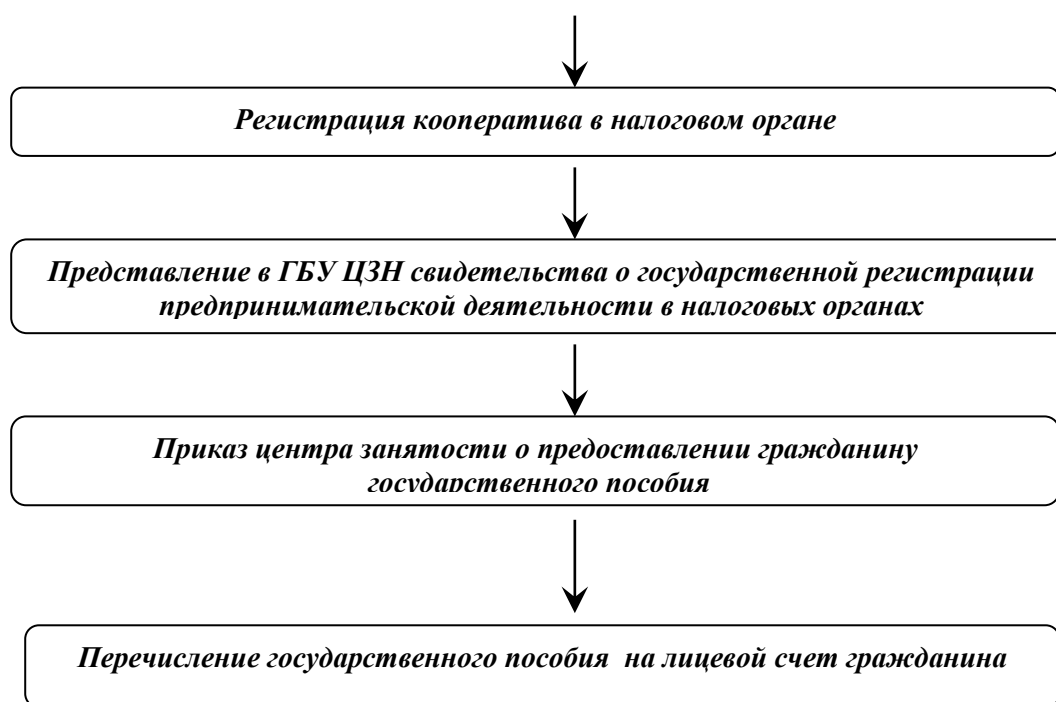 Регистрация кооператива в налоговом органе
Представление в ГБУ ЦЗН свидетельства о государственной регистрации
предпринимательской деятельности в налоговых органах
Приказ центра занятости о предоставлении гражданину
государственного пособия
Перечисление государственного пособия на лицевой счет гражданина